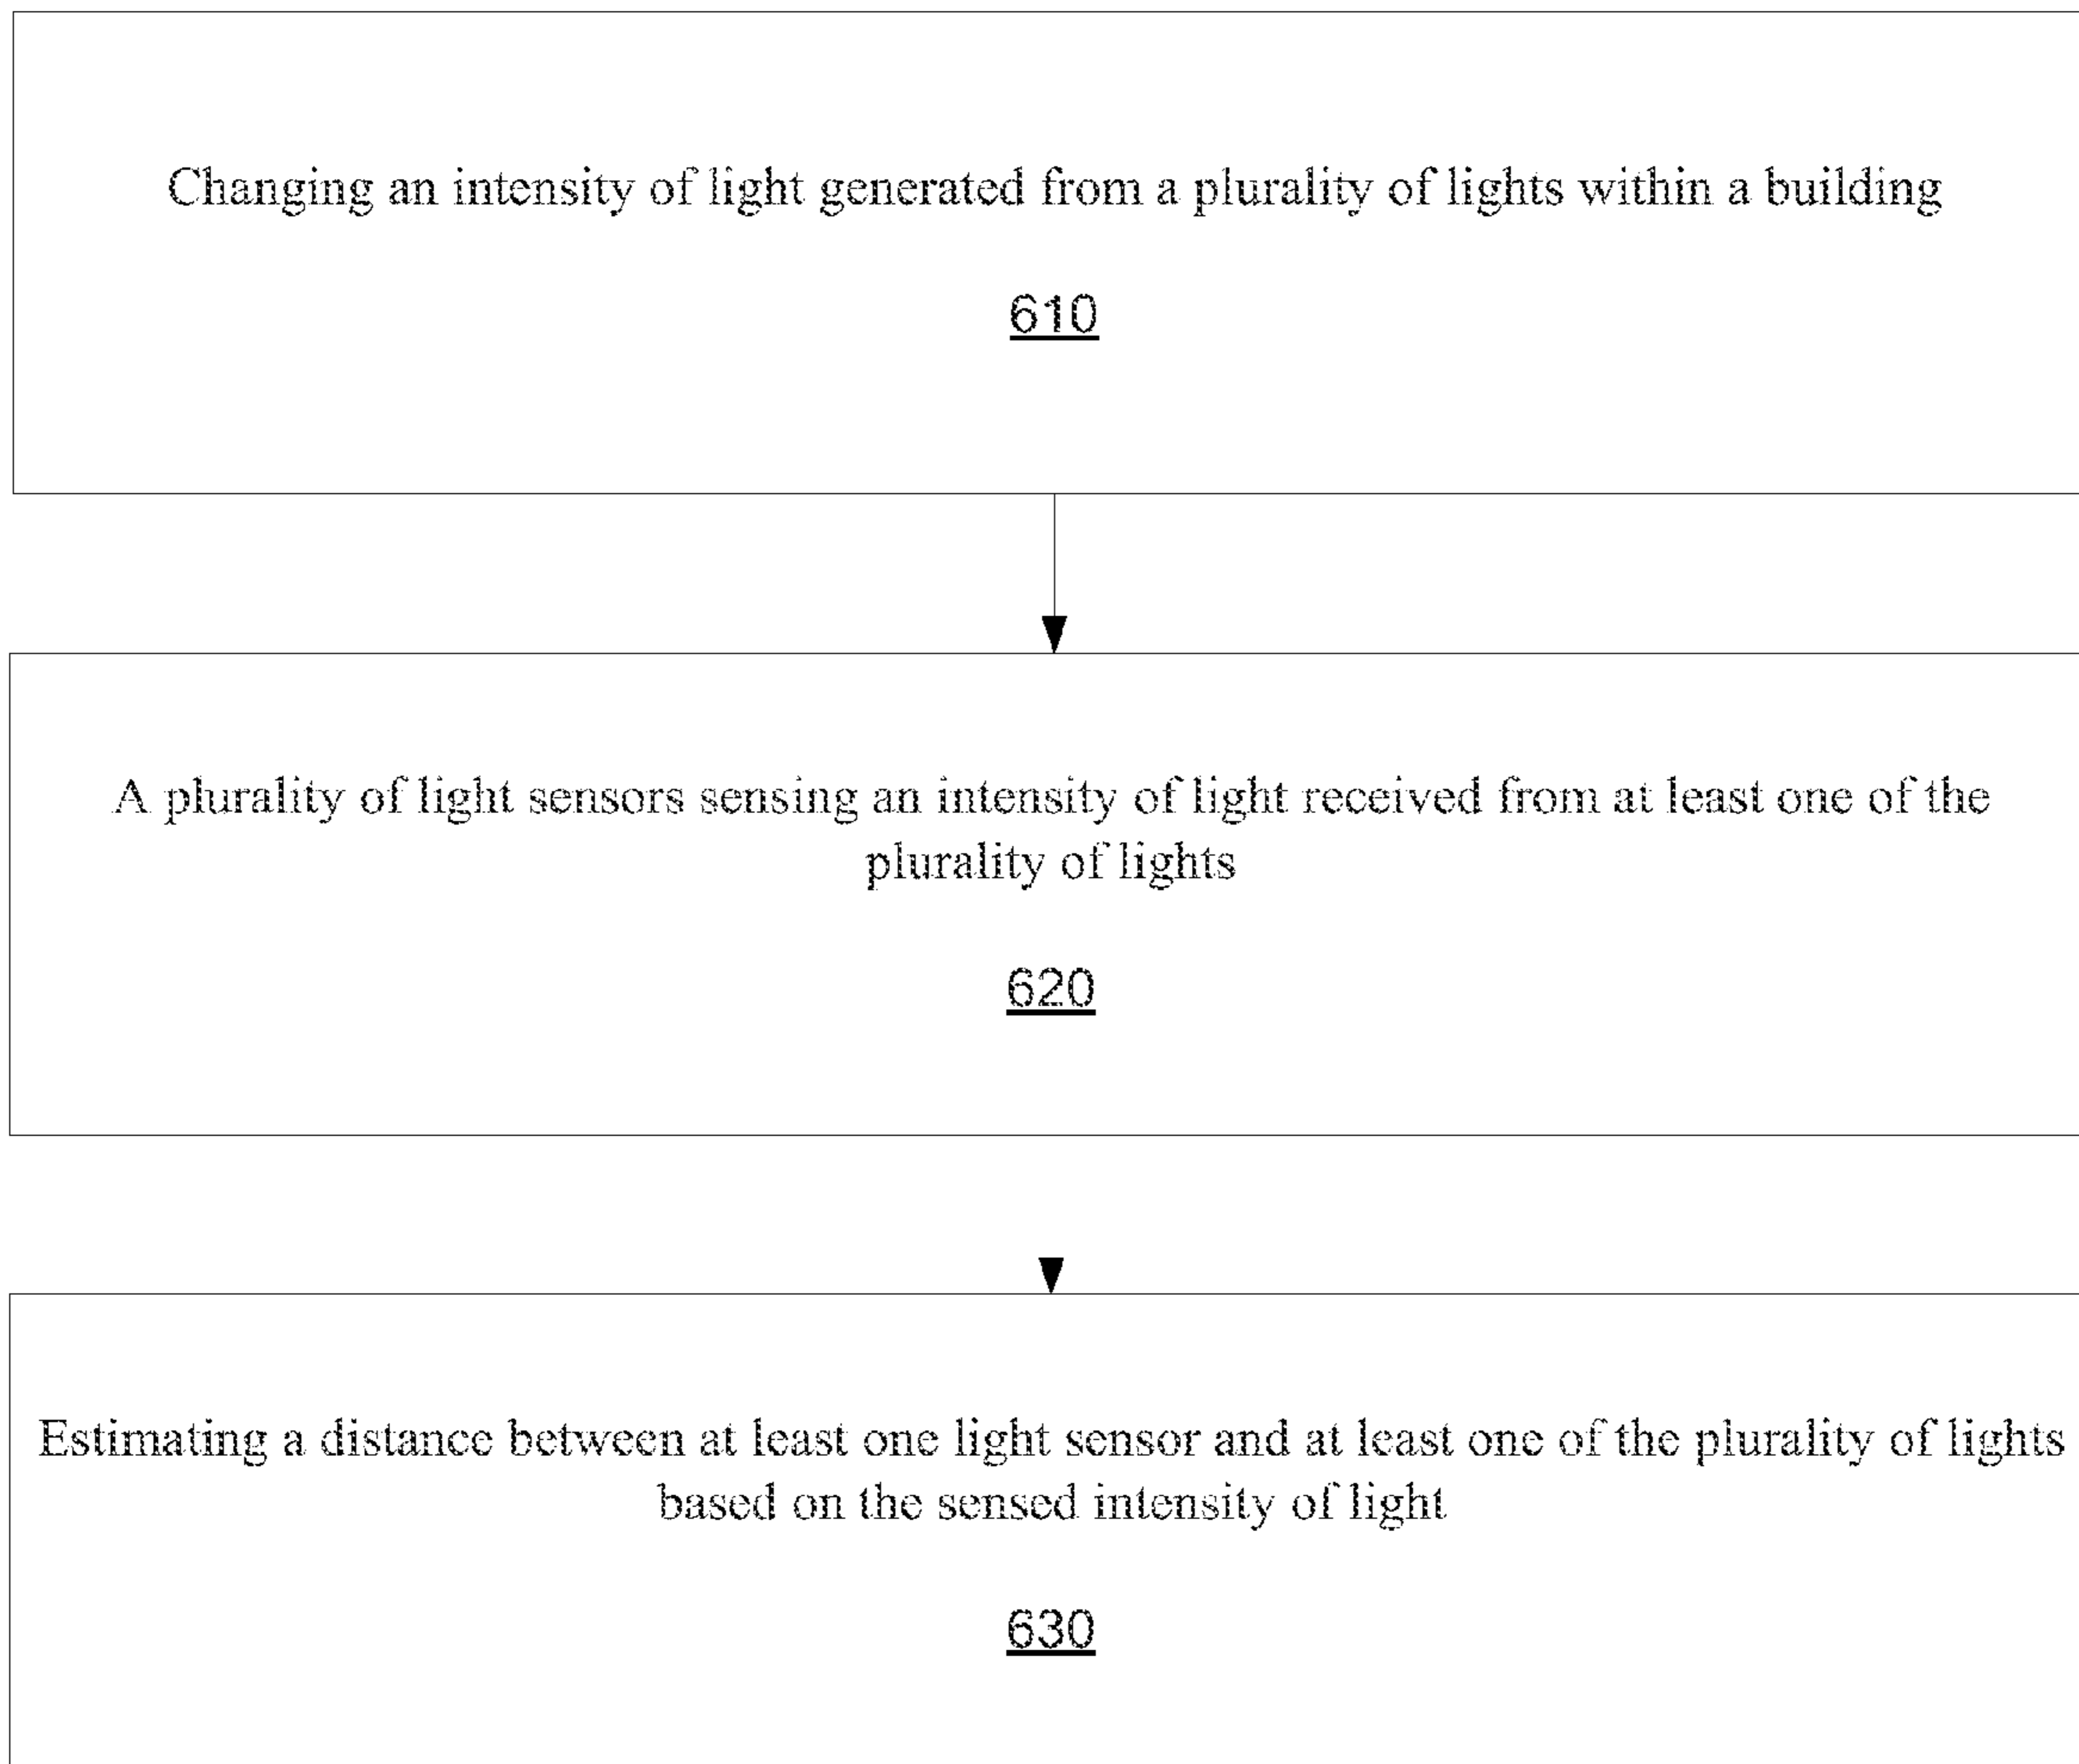 Changing an intensity of light generated from a plurality of lights within a building
610
A plurality of light sensors sensing an intensity of light received from at least one of the
plurality of lights
620
Estimating a distance between at least one light sensor and at least one of the plurality of lights
based on the sensed intensity of light
630